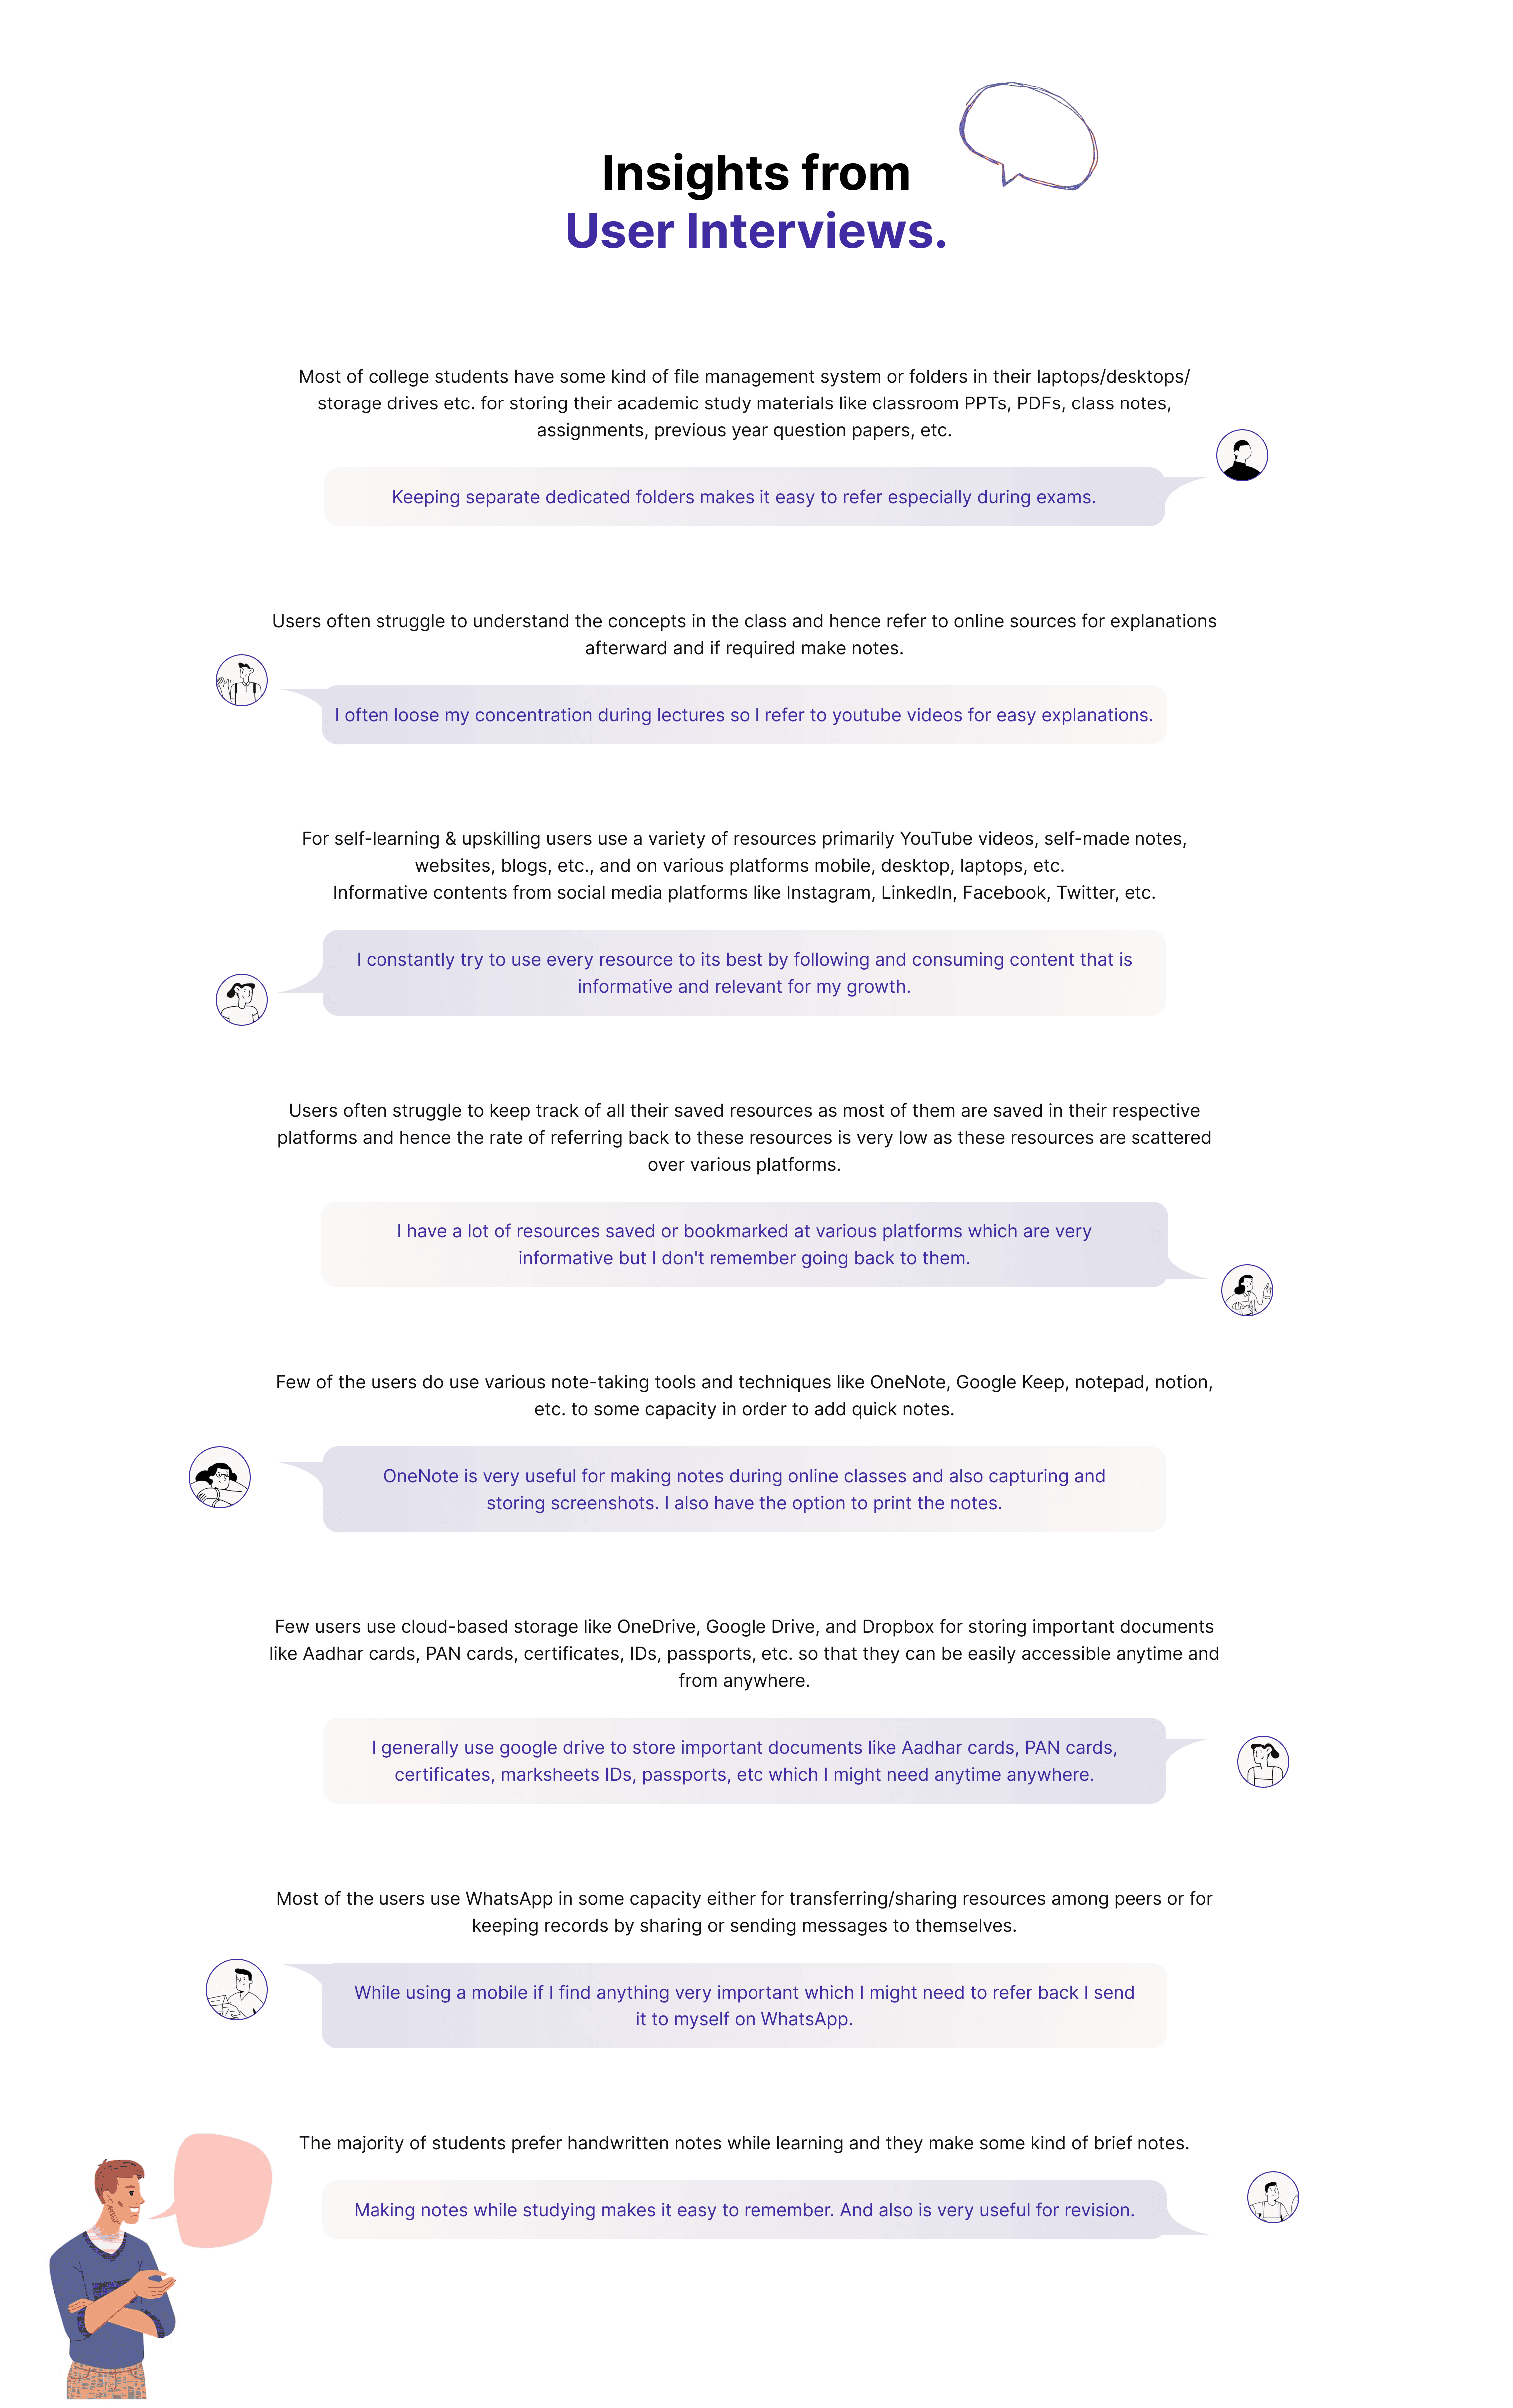 Insights from
User Interviews.
Most of college students have some kind of file management system or folders in their laptops/desktops/
storage drives etc. for storing their academic study materials like classroom PPTs, PDFs, class notes,
assignments, previous year question papers, etc.
Keeping separate dedicated folders makes it easy to refer especially during exams.
Users often struggle to understand the concepts in the class and hence refer to online sources for explanations
afterward and if required make notes.
I often loose my concentration during lectures so I refer to youtube videos for easy explanations.
For self-learning & upskilling users use a variety of resources primarily YouTube videos, self-made notes,
websites, blogs, etc., and on various platforms mobile, desktop, laptops, etc.
Informative contents from social media platforms like Instagram, LinkedIn, Facebook, Twitter, etc.
I constantly try to use every resource to its best by following and consuming content that is
informative and relevant for my growth.
Users often struggle to keep track of all their saved resources as most of them are saved in their respective
platforms and hence the rate of referring back to these resources is very low as these resources are scattered
over various platforms.
I have a lot of resources saved or bookmarked at various platforms which are very
informative but I don't remember going back to them.
Few of the users do use various note-taking tools and techniques like OneNote, Google Keep, notepad, notion,
etc. to some capacity in order to add quick notes.
OneNote is very useful for making notes during online classes and also capturing and
storing screenshots. I also have the option to print the notes.
Few users use cloud-based storage like OneDrive, Google Drive, and Dropbox for storing important documents
like Aadhar cards, PAN cards, certificates, IDs, passports, etc. so that they can be easily accessible anytime and
from anywhere.
I generally use google drive to store important documents like Aadhar cards, PAN cards,
certificates, marksheets IDs, passports, etc which I might need anytime anywhere.
Most of the users use WhatsApp in some capacity either for transferring/sharing resources among peers or for
keeping records by sharing or sending messages to themselves.
While using a mobile if I find anything very important which I might need to refer back I send
it to myself on WhatsApp.
The majority of students prefer handwritten notes while learning and they make some kind of brief notes.
Making notes while studying makes it easy to remember. And also is very useful for revision.